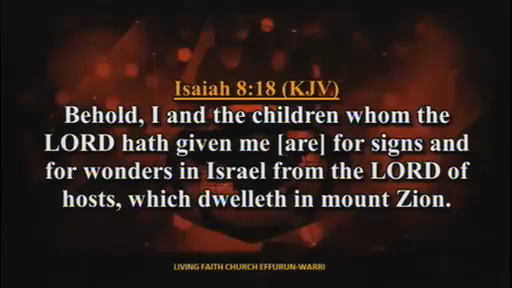 Isaiah 8:18 (KJV)
Behold, I and the children whom the
LORD hath given me [are] for signs and
for wonders in Israel from the LORD of
hosts, which dwelleth in mount Zion.
LIVING FAITH CHURCH EFFURUN-WARRI